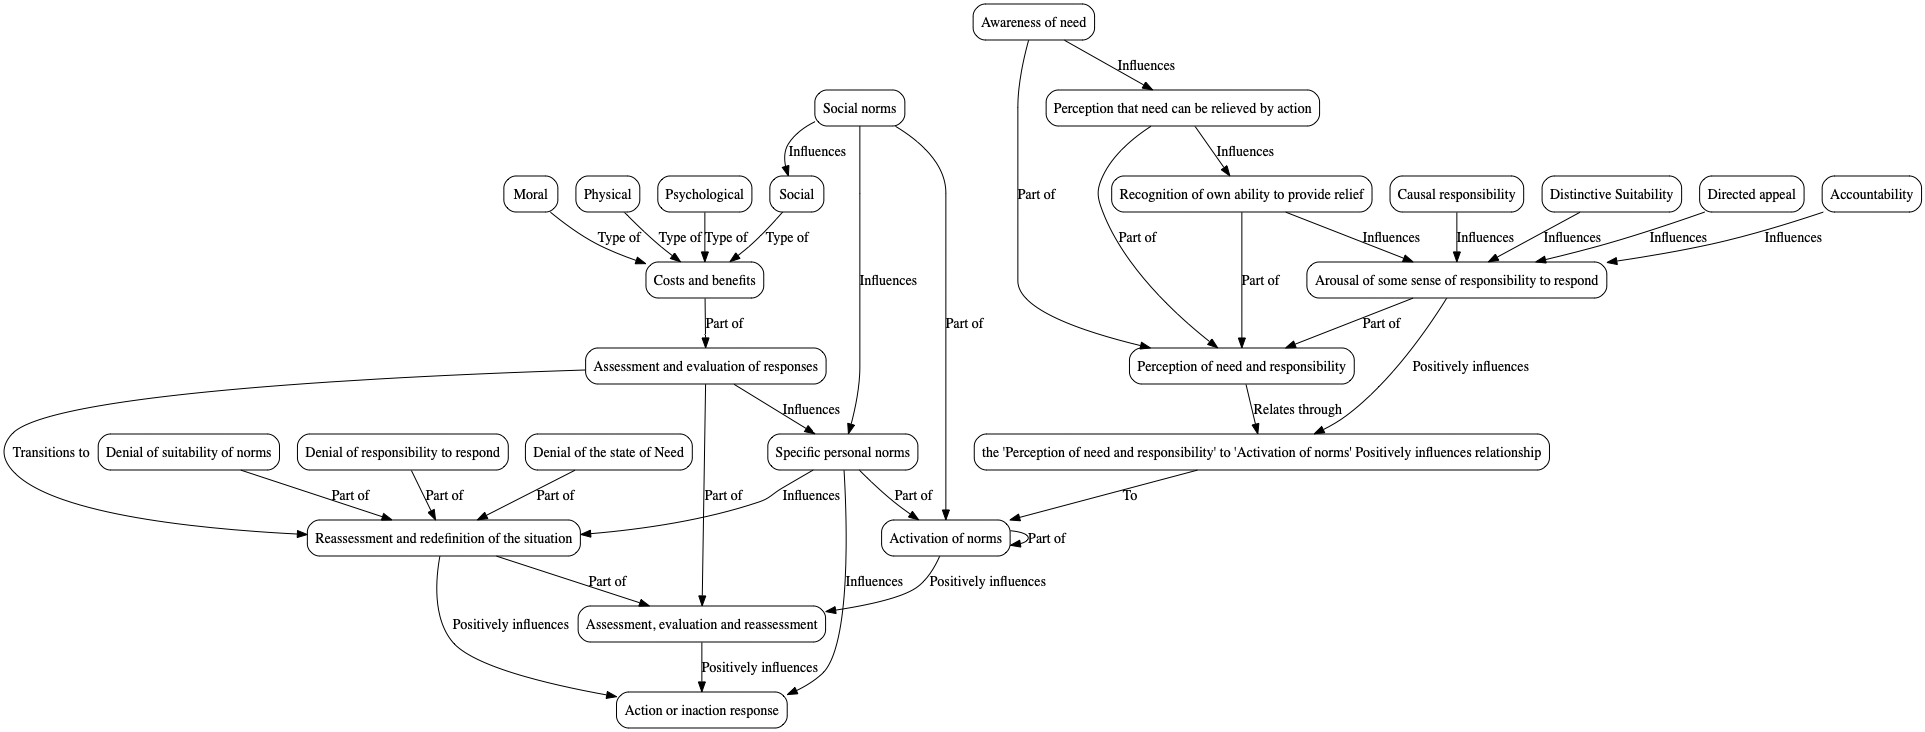 Awareness of need
Influences
Social norms
Perception that need can be relieved by action
Influences
Influences
Moral
Physical
Psychological
Social
Part of
Recognition of own ability to provide relief
Causal responsibility
Distinctive Suitability
Directed appeal
Accountability
Type of
Type of
Type of
Type of
Part of
Influences
Influences
Influences
Influences
Influences
Costs and benefits
Influences
Part of
Arousal of some sense of responsibility to respond
Part of
Part of
Part of
Assessment and evaluation of responses
Perception of need and responsibility
Positively influences
Influences
Relates through
Transitions to
Denial of suitability of norms
Denial of responsibility to respond
Denial of the state of Need
Specific personal norms
the 'Perception of need and responsibility' to 'Activation of norms' Positively influences relationship
Part of
Part of
Part of
Part of
Influences
Part of
To
Reassessment and redefinition of the situation
Activation of norms
Part of
Part of
Influences
Positively influences
Positively influences
Assessment, evaluation and reassessment
Positively influences
Action or inaction response